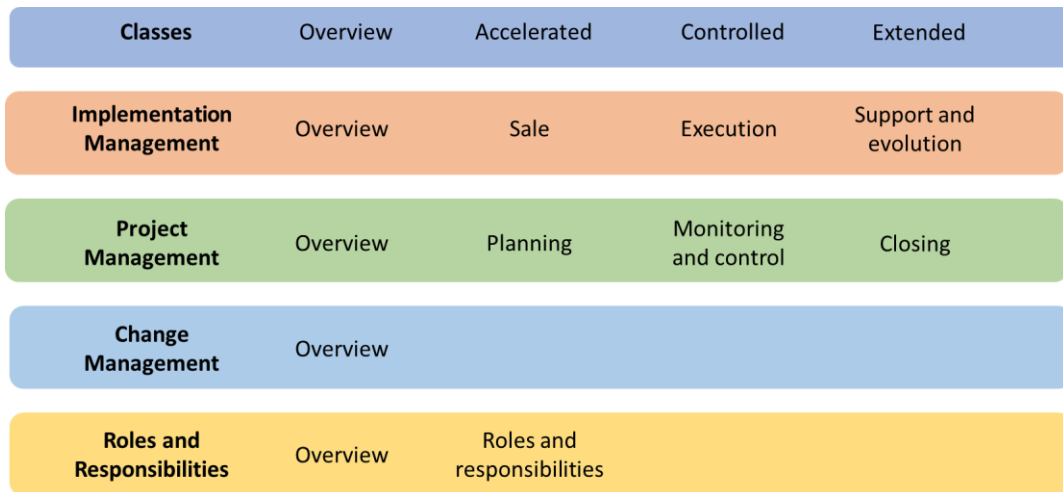 Classes Overview Accelerated Controlled Extended
Implementation Management Overview Sale Execution Support and evolution
Project Management Overview Planning Monitoring and control Closing
Change Management Overview
Roles and Responsibilities Overview Roles and responsibilities